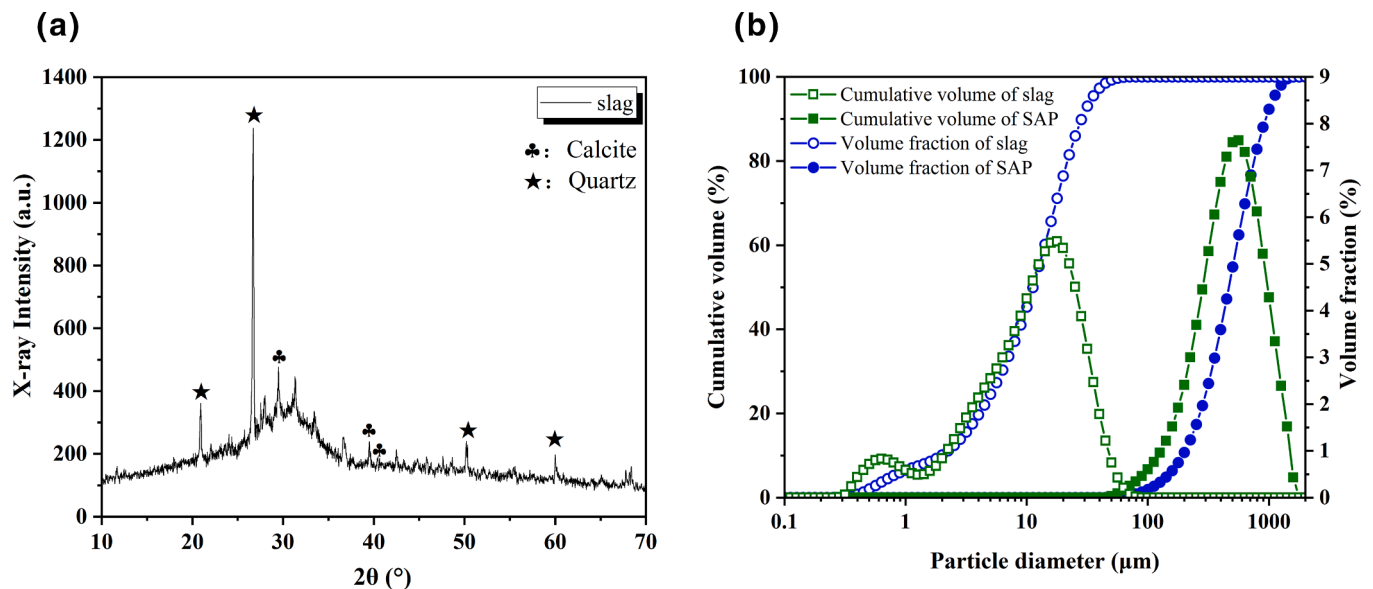 (a)
1400
1200
1000
800
600
400
200
0
X-ray Intensity (a.u.)
slag
♣: Calcite
★: Quartz
10 20 30 40 50 60 70
2θ (°)
(b)
100
80
60
40
20
0
Cumulative volume (%)
Cumulative volume of slag
Cumulative volume of SAP
Volume fraction of slag
Volume fraction of SAP
9
8
7
6
5
4
3
2
1
0
Volume fraction (%)
0.1 1 10 100 1000
Particle diameter (μm)